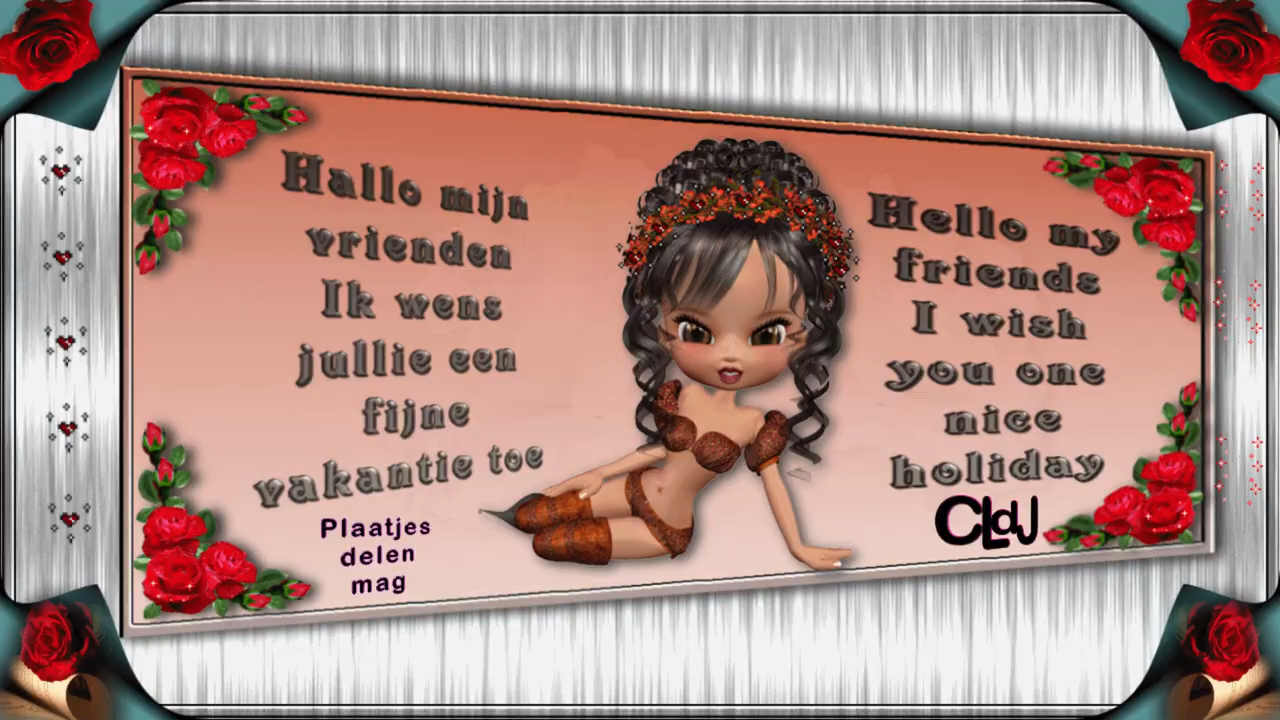 Hallo mijn
vrienden
Ik wens
jullie een
fijne
vakantie toe
Plaatjes
delen
mag
Hello my
friends
I wish
you one
nice
holiday
CLdJ